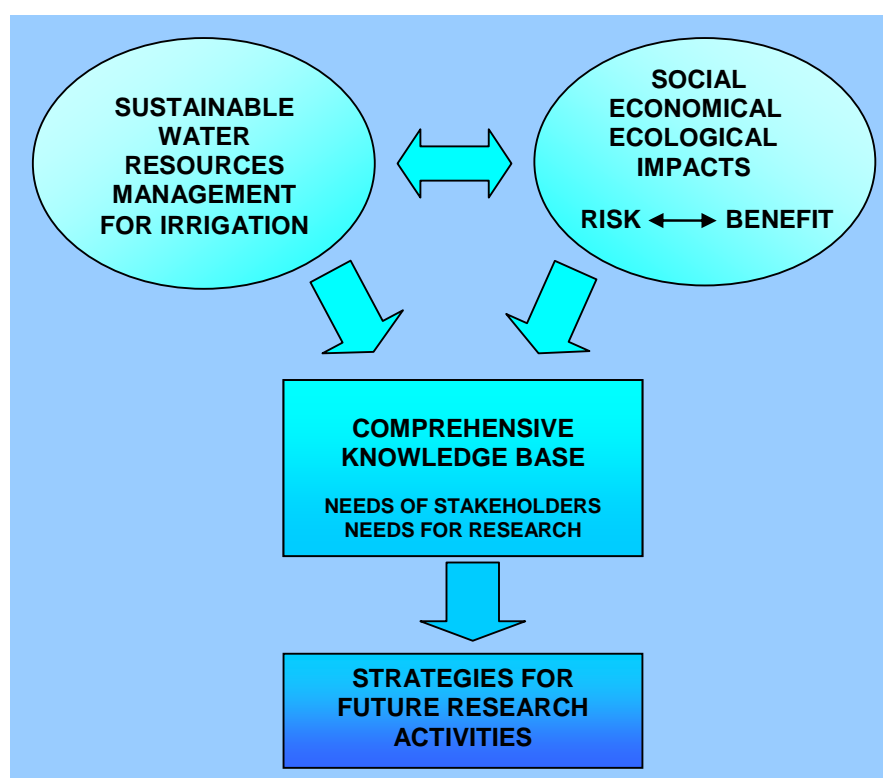 SUSTAINABLE
WATER
RESOURCES
MANAGEMENT
FOR IRRIGATION
SOCIAL
ECONOMICAL
ECOLOGICAL
IMPACTS
RISK BENEFIT
COMPREHENSIVE
KNOWLEDGE BASE
NEEDS OF STAKEHOLDERS
NEEDS FOR RESEARCH
STRATEGIES FOR
FUTURE RESEARCH
ACTIVITIES